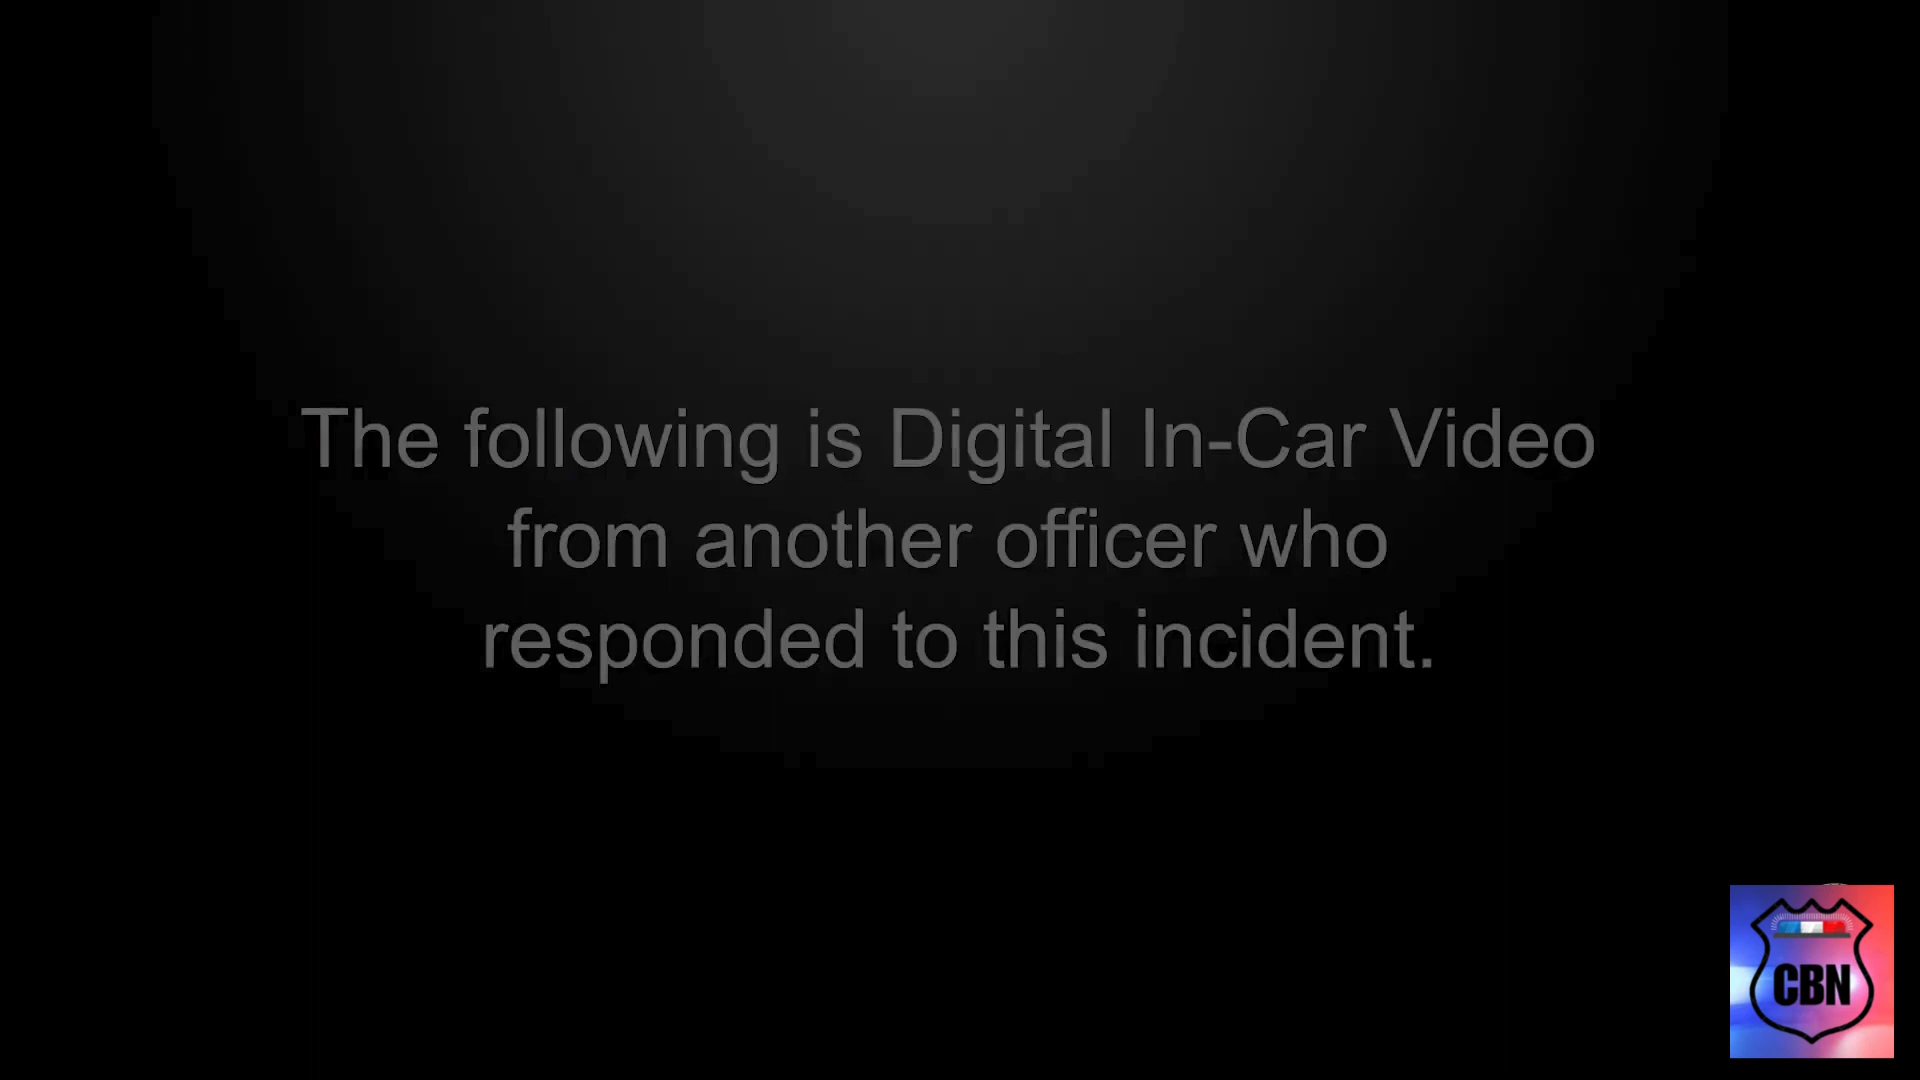 The following is Digital In-Car Video
from another officer who
responded to this incident.
CBN